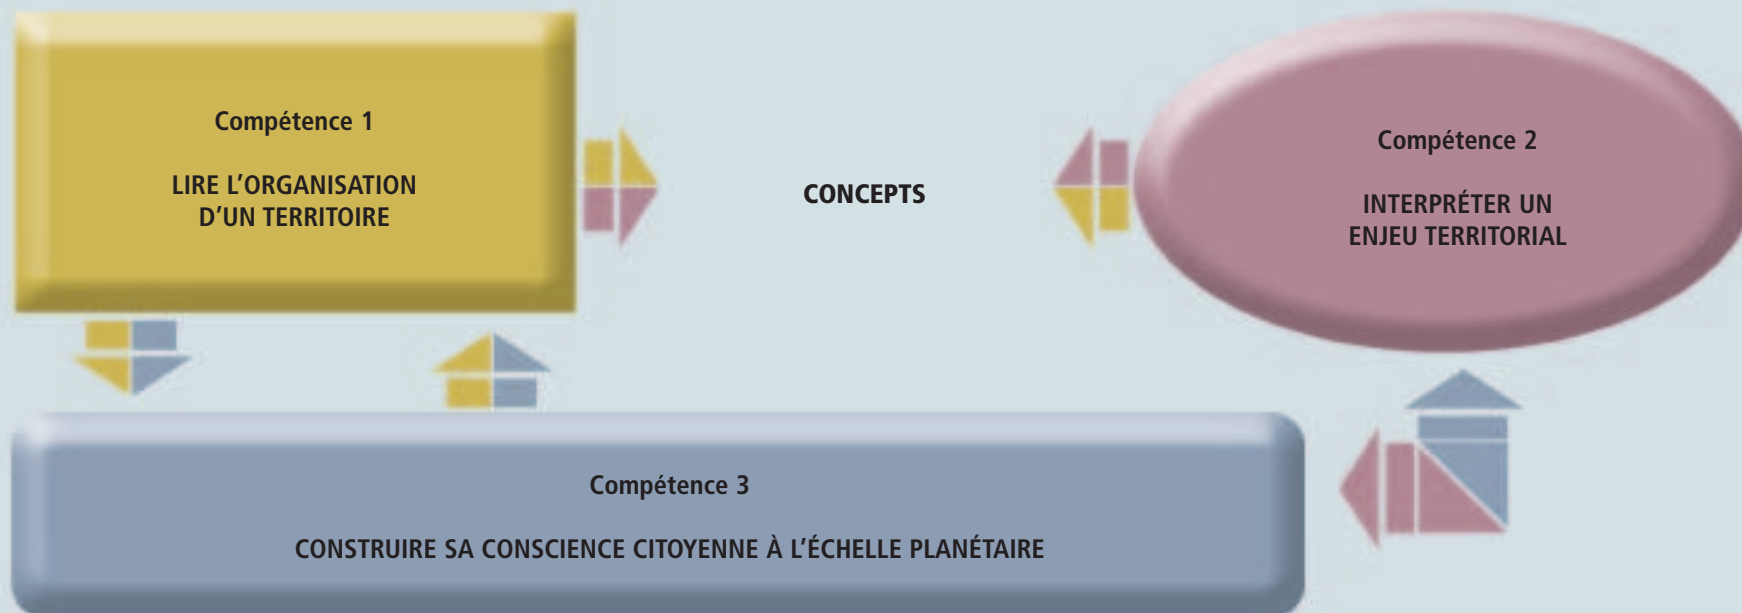 Compétence 1
LIRE L'ORGANISATION
D'UN TERRITOIRE
CONCEPTS
Compétence 2
INTERPRÉTER UN
ENJEU TERRITORIAL
Compétence 3
CONSTRUIRE SA CONSCIENCE CITOYENNE À L'ÉCHELLE PLANÉTAIRE